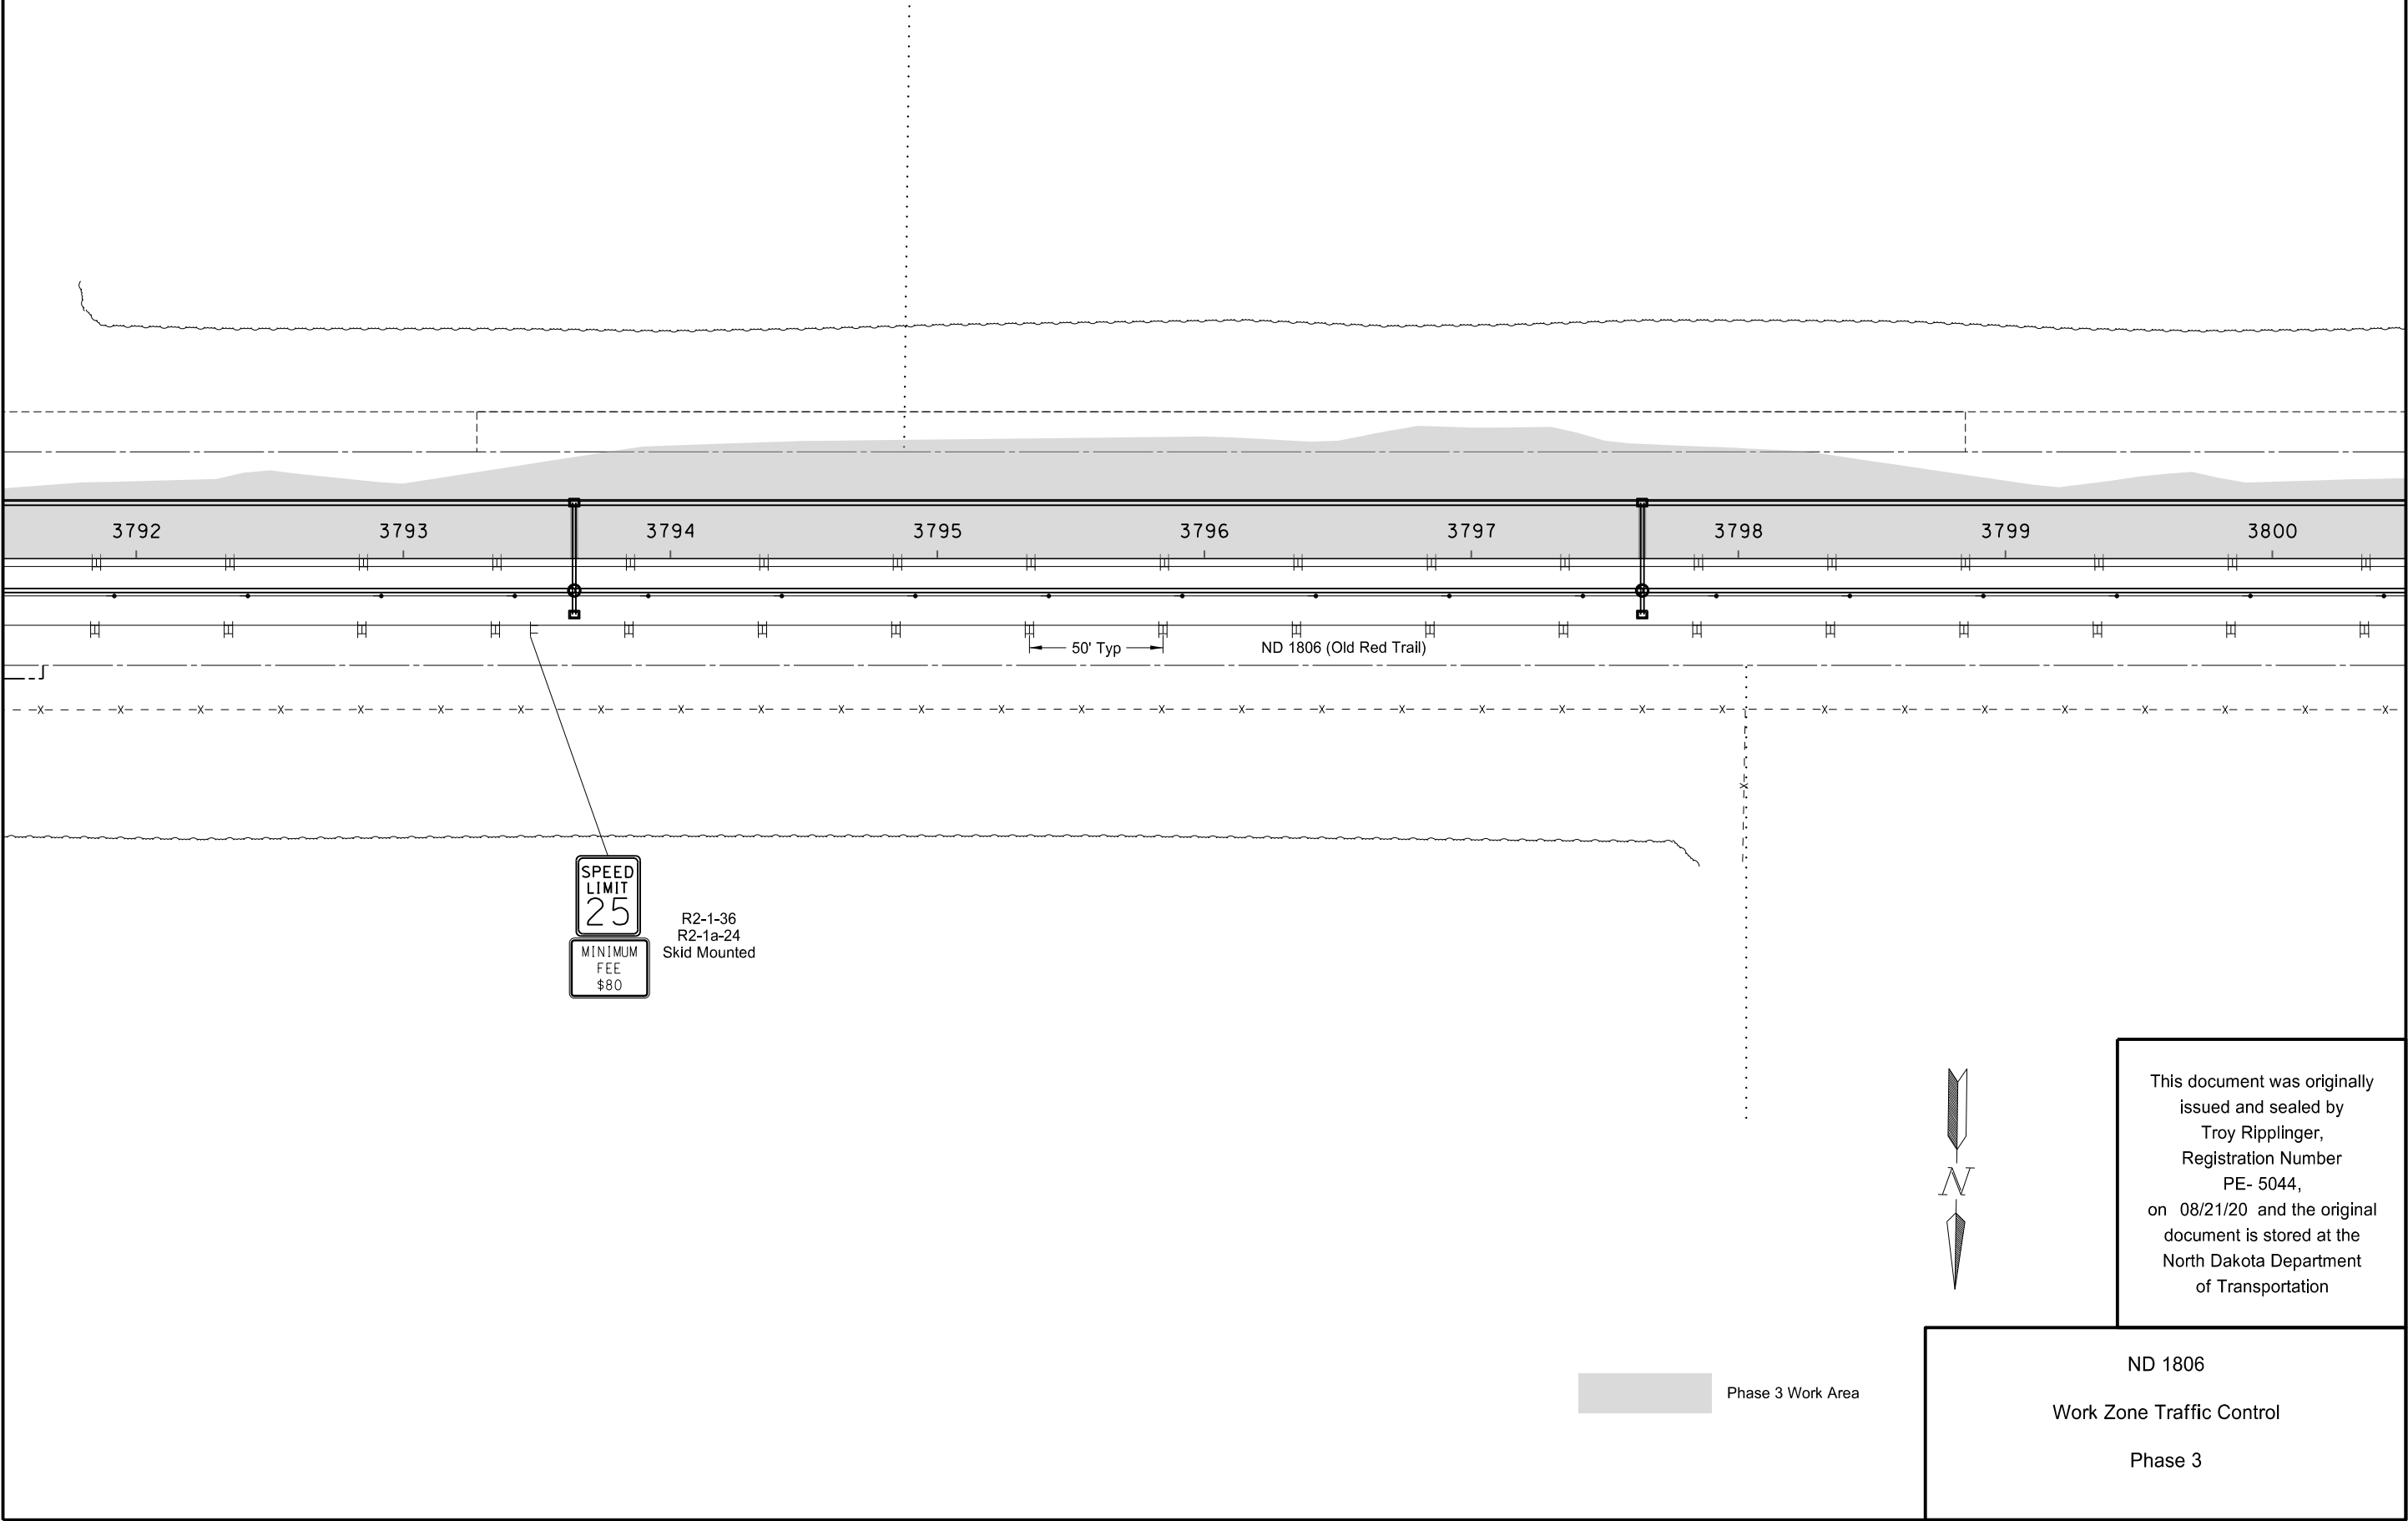 3792 3793 3794 3795 3796 3797 3798 3799 3800
50' Typ
ND 1806 (Old Red Trail)
SPEED
LIMIT
25
MINIMUM
FEE
$80
R2-1-36
R2-1a-24
Skid Mounted
N
This document was originally
issued and sealed by
Troy Ripplinger,
Registration Number
PE- 5044,
on 08/21/20 and the original
document is stored at the
North Dakota Department
of Transportation
Phase 3 Work Area
ND 1806
Work Zone Traffic Control
Phase 3